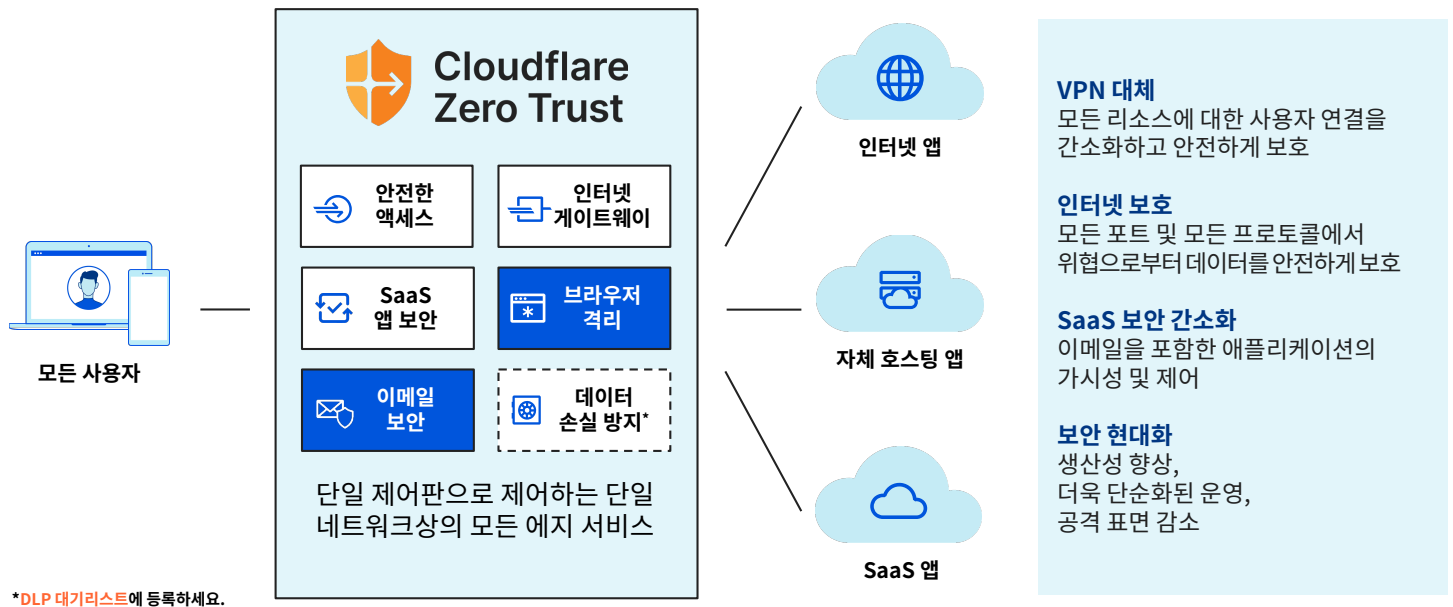 Cloudflare
Zero Trust
안전한
액세스
인터넷
게이트웨이
SaaS
앱 보안
브라우저
격리
이메일
보안
데이터
손실 방지*
단일 제어판으로 제어하는 단일
네트워크상의 모든 에지 서비스
모든 사용자
인터넷 앱
자체 호스팅 앱
SaaS 앱
VPN 대체
모든 리소스에 대한 사용자 연결을
간소화하고 안전하게 보호
인터넷 보호
모든 포트 및 모든 프로토콜에서
위협으로부터 데이터를 안전하게 보호
SaaS 보안 간소화
이메일을 포함한 애플리케이션의
가시성 및 제어
보안 현대화
생산성 향상,
더욱 단순화된 운영,
공격 표면 감소
*DLP 대기리스트에 등록하세요.